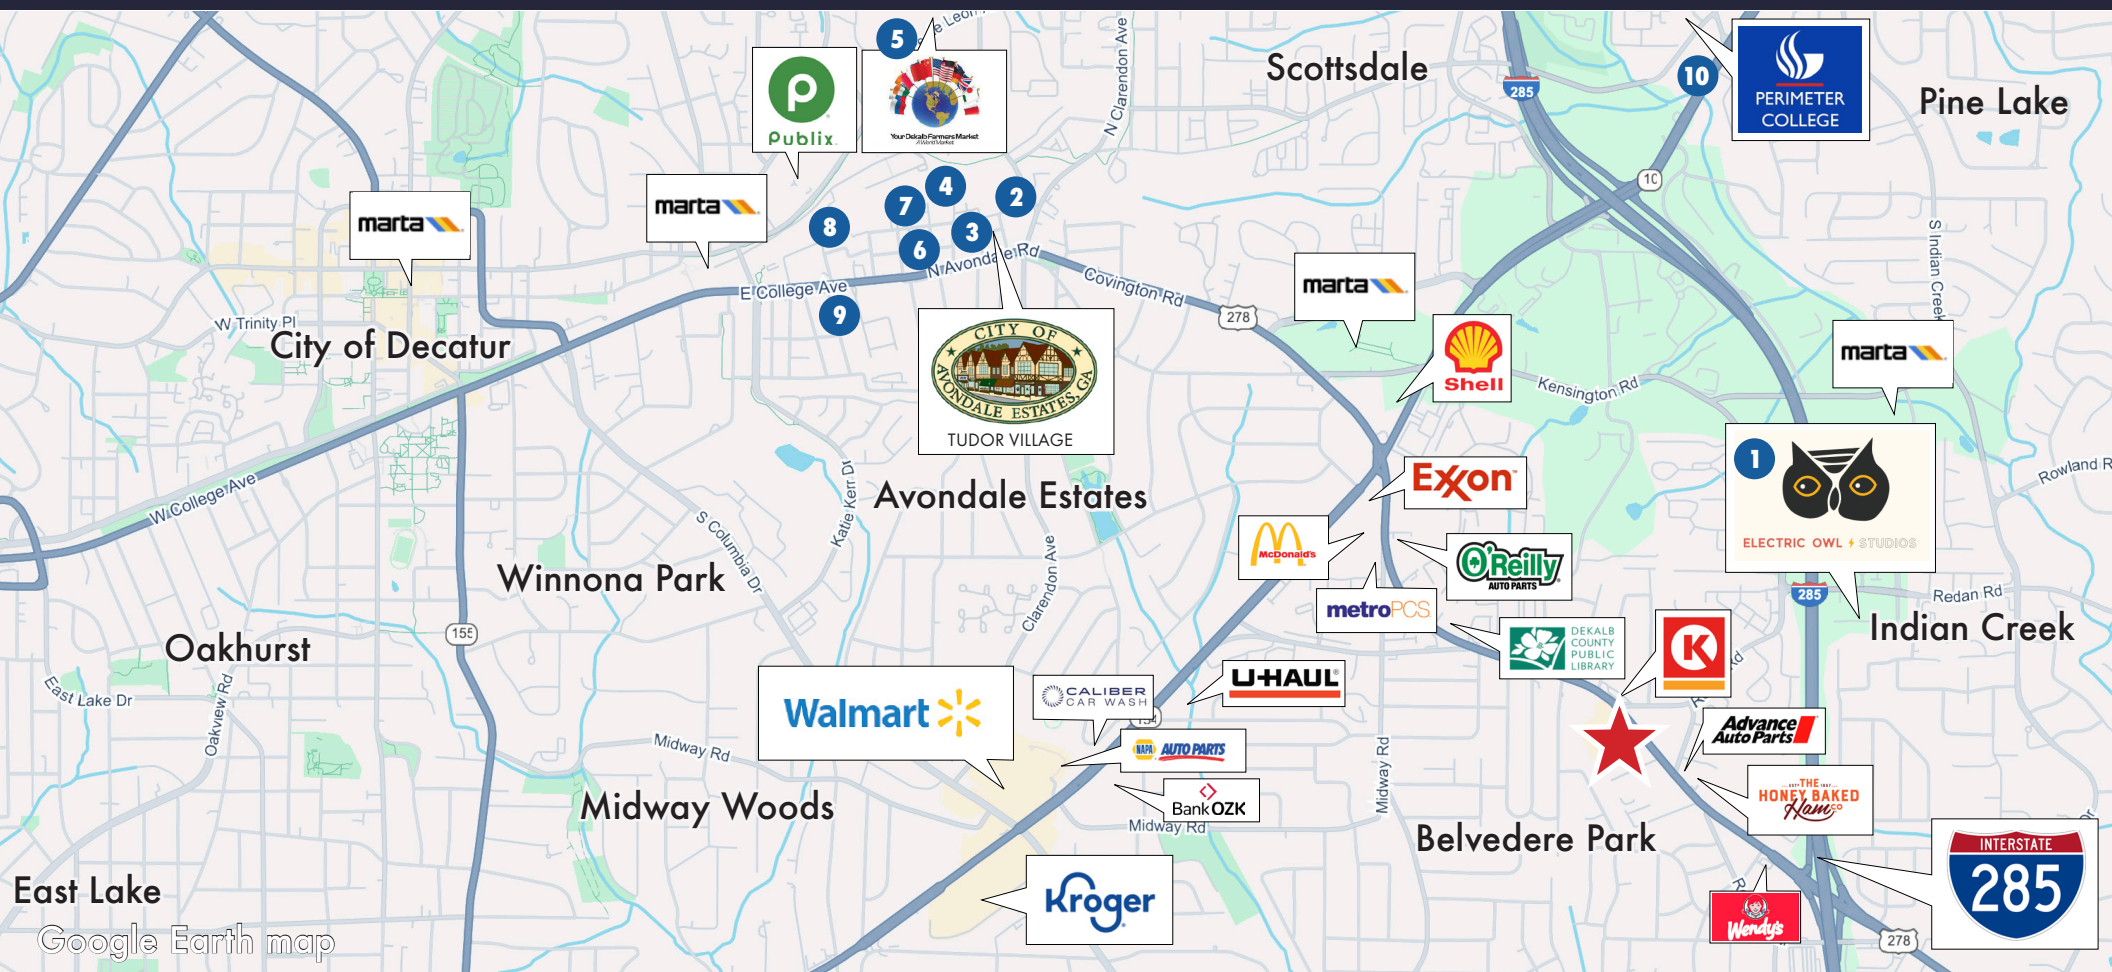 5
e Leon
N Clarendon Ave
Publix
Your Dekalb Farmers Market
A World Market
Scottsdale
285
10
PERIMETER
COLLEGE
Pine Lake
marta
marta
8
7
4
2
3
6
N Avondale Rd
E College Ave
9
Covington Rd
278
10
S Indian Creek
W Trinity Pl
City of Decatur
CITY OF
AVONDALE ESTATES, GA
TUDOR VILLAGE
marta
Shell
Kensington Rd
marta
W College Ave
Katie Kerr Dr
S Columbia Dr
Avondale Estates
Clarendon Ave
Exxon
McDonald's
O'Reilly
AUTO PARTS
metroPCS
1
ELECTRIC OWL STUDIOS
Rowland R
285
Redan Rd
Indian Creek
Winnona Park
155
Oakhurst
East Lake Dr
Oakview Rd
DEKALB
COUNTY
PUBLIC
LIBRARY
K
Rd
Walmart
CALIBER
CAR WASH
U-HAUL
NAPA AUTO PARTS
BankOZK
Midway Rd
Midway Rd
Midway Rd
Midway Woods
Advance
Auto Parts
THE
HONEY BAKED
Ham CO
Belvedere Park
Kroger
Wendy's
INTERSTATE
285
278
East Lake
Google Earth map